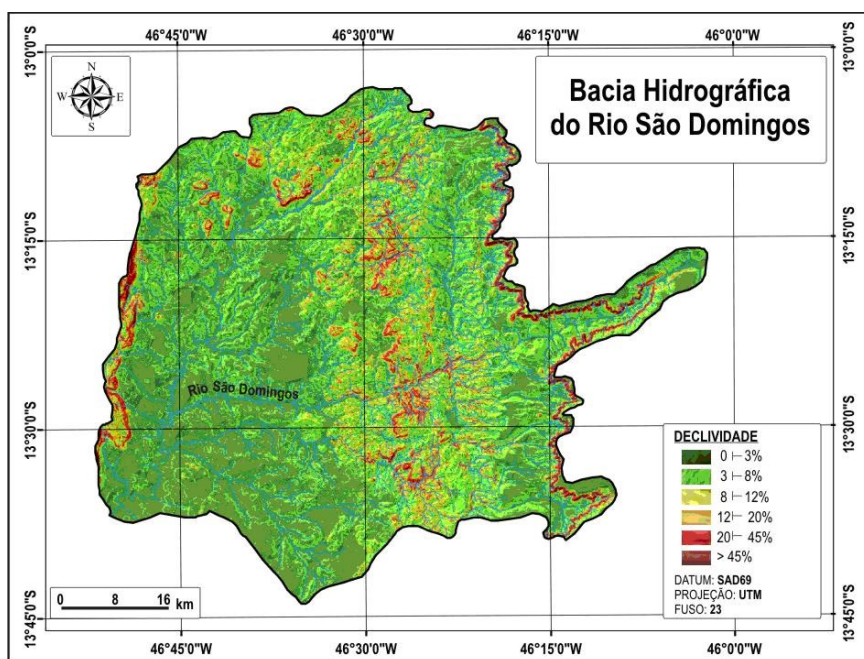 46°45'0"W 46°30'0"W 46°15'0"W 46°0'0"W
13°0'0"S 13°0'0"S
N
W E
S
Bacia Hidrográfica
do Rio São Domingos
13°15'0"S 13°15'0"S
Rio São Domingos
13°30'0"S 13°30'0"S
DECLIVIDADE
0 ⊢ 3%
3 ⊢ 8%
8 ⊢ 12%
12 ⊢ 20%
20 ⊢ 45%
> 45%
DATUM: SAD69
PROJEÇÃO: UTM
FUSO: 23
0 8 16 km
13°45'0"S 13°45'0"S
46°45'0"W 46°30'0"W 46°15'0"W 46°0'0"W